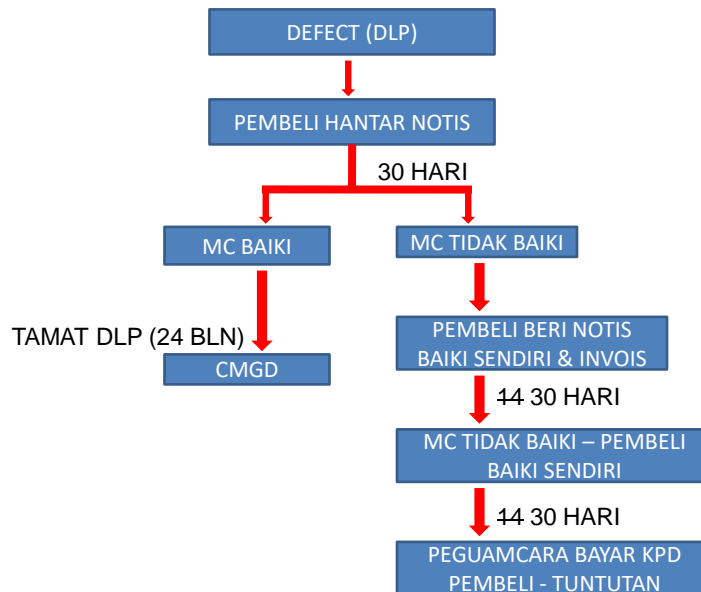 DEFECT (DLP)
PEMBELI HANTAR NOTIS
30 HARI
MC BAIKI
MC TIDAK BAIKI
TAMAT DLP (24 BLN)
CMGD
PEMBELI BERI NOTIS
BAIKI SENDIRI & INVOIS
14 30 HARI
MC TIDAK BAIKI – PEMBELI
BAIKI SENDIRI
14 30 HARI
PEGUAMCARA BAYAR KPD
PEMBELI - TUNTUTAN